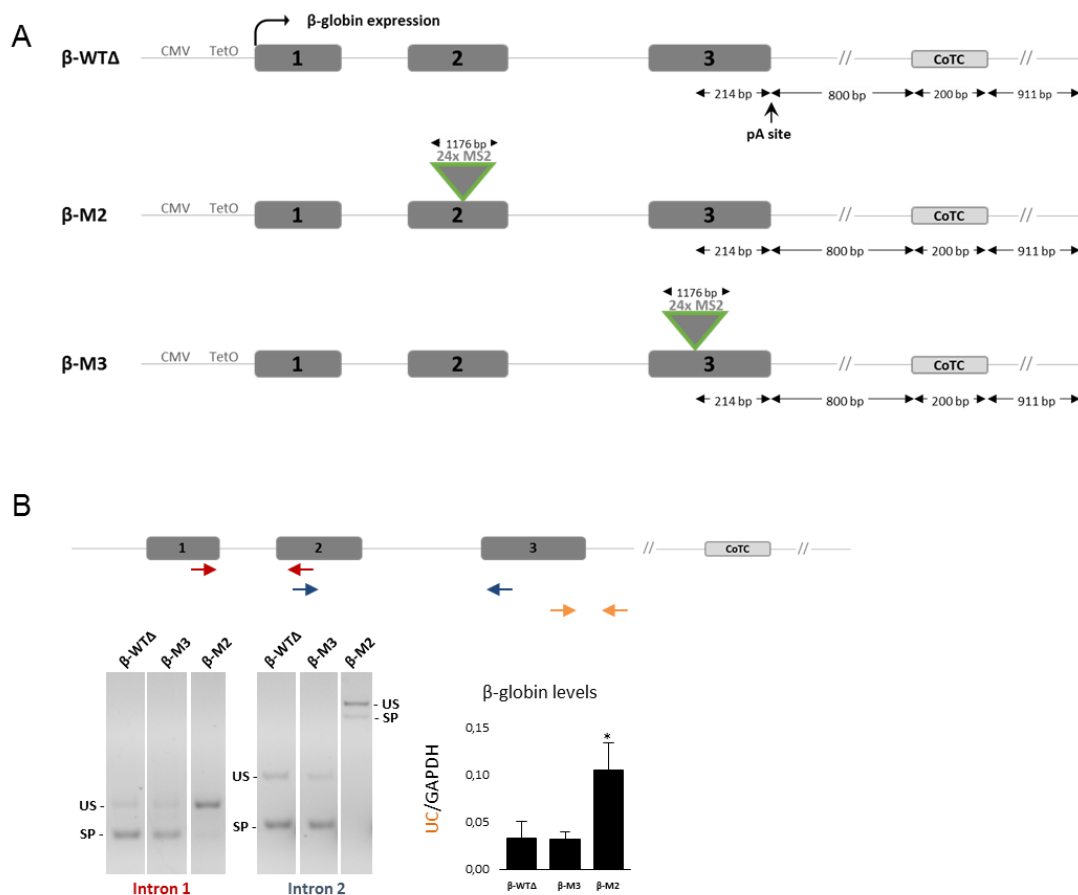 A
β-globin expression
β-WTΔ
CMV TetO 1 2 3 // CoTC //
214 bp 800 bp 200 bp 911 bp
pA site
1176 bp
24x MS2
β-M2
CMV TetO 1 2 3 // CoTC //
214 bp 800 bp 200 bp 911 bp
1176 bp
24x MS2
β-M3
CMV TetO 1 2 3 // CoTC //
214 bp 800 bp 200 bp 911 bp
B
1 2 3 // CoTC //
β-WTΔ β-M3 β-M2
US -
SP -
Intron 1
β-WTΔ β-M3 β-M2
- US
- SP
US -
SP -
Intron 2
β-globin levels
UC/GAPDH
0,15
0,10
0,05
0,00
*
β-WTΔ β-M3 β-M2